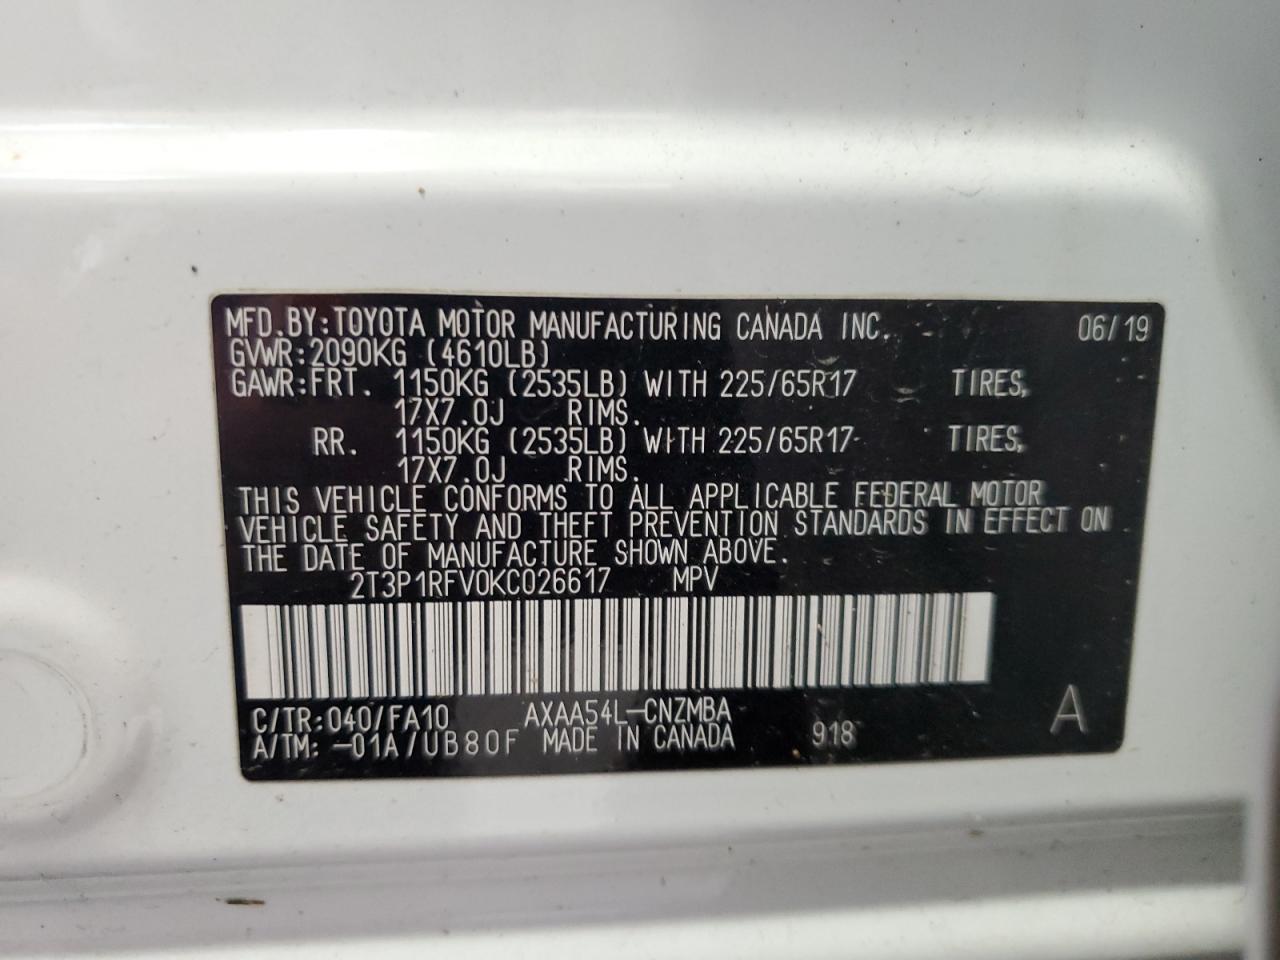 MFD.BY:TOYOTA MOTOR MANUFACTURING CANADA INC. 06/19
GVWR:2090KG (4610LB)
GAWR:FRT. 1150KG (2535LB) WITH 225/65R17 TIRES,
17X7.0J RIMS.
RR. 1150KG (2535LB) WITH 225/65R17 TIRES,
17X7.0J RIMS.
THIS VEHICLE CONFORMS TO ALL APPLICABLE FEDERAL MOTOR
VEHICLE SAFETY AND THEFT PREVENTION STANDARDS IN EFFECT ON
THE DATE OF MANUFACTURE SHOWN ABOVE.
2T3P1RFV0KC026617 MPV
C/TR:040/FA10 AXAA54L-CNZMBA A
A/TM:-01A/UB80F MADE IN CANADA 918